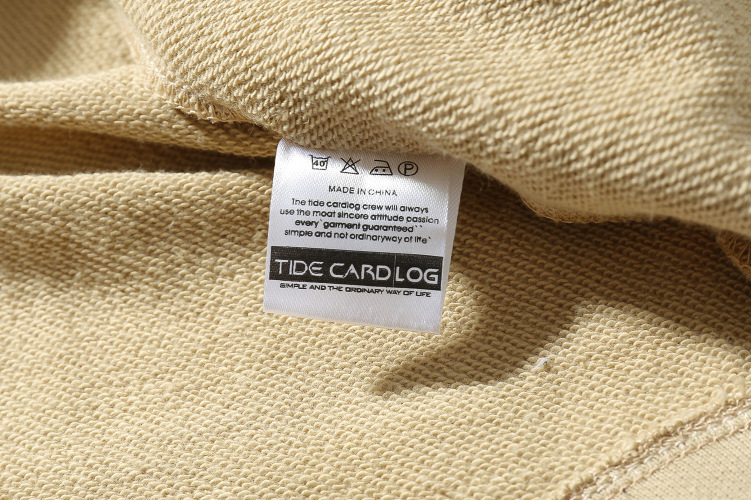 40 P
MADE IN CHINA
The tide cardlog crew will always
use the moat sincere attitude passion
every`garment guaranteed``
simple and not ordinaryway of life`
TIDE CARDLOG
SIMPLE AND THE ORDINARY WAY OF LIFE